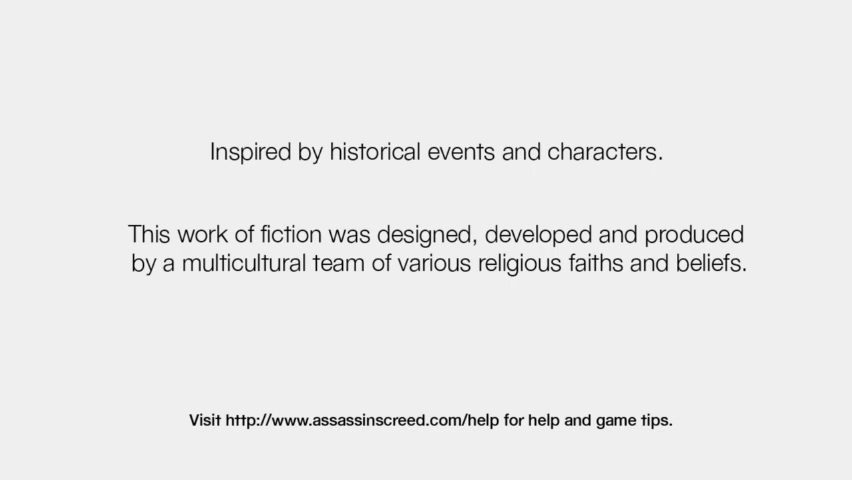 Inspired by historical events and characters.
This work of fiction was designed, developed and produced
by a multicultural team of various religious faiths and beliefs.
Visit http://www.assassinscreed.com/help for help and game tips.